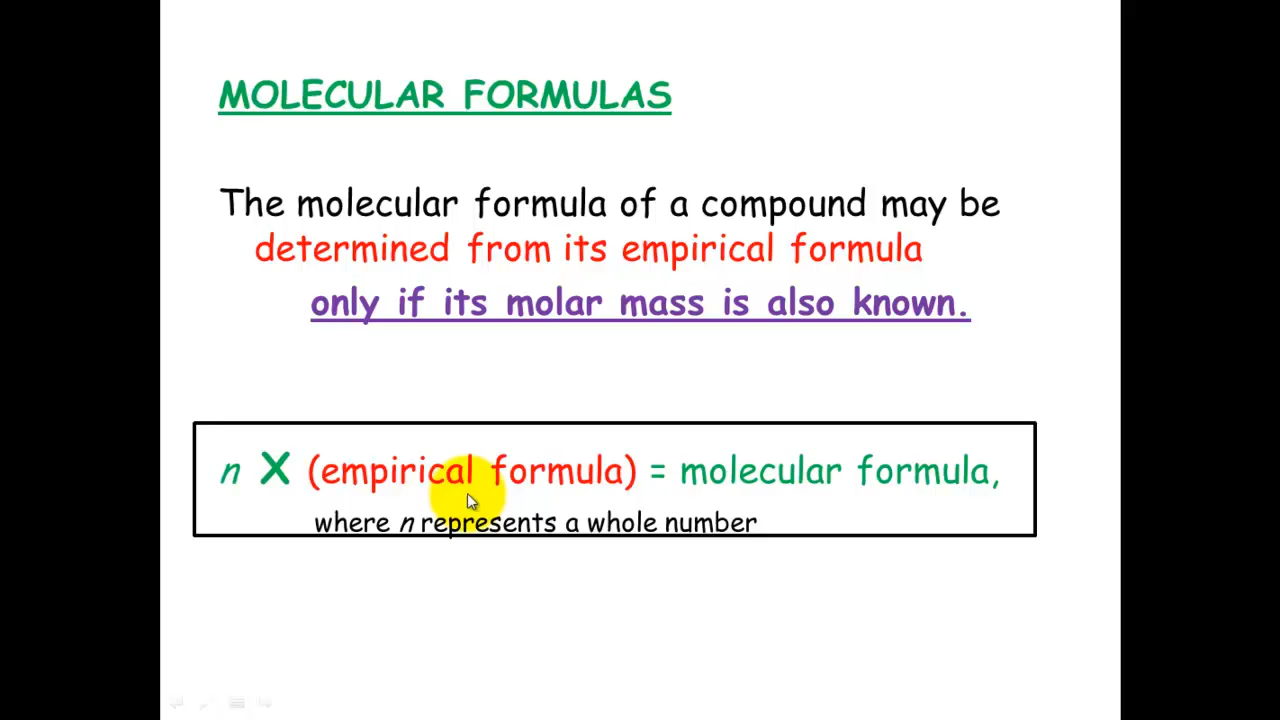 MOLECULAR FORMULAS
The molecular formula of a compound may be
determined from its empirical formula
only if its molar mass is also known.
n X (empirical formula) = molecular formula,
where n represents a whole number